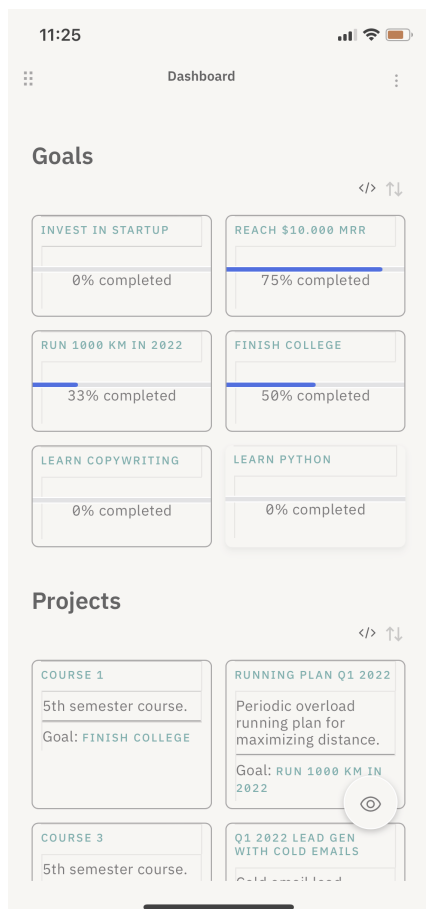 11:25
Dashboard
Goals
</>
INVEST IN STARTUP
0% completed
REACH $10.000 MRR
75% completed
RUN 1000 KM IN 2022
33% completed
FINISH COLLEGE
50% completed
LEARN COPYWRITING
0% completed
LEARN PYTHON
0% completed
Projects
</>
COURSE 1
5th semester course.
Goal: FINISH COLLEGE
RUNNING PLAN Q1 2022
Periodic overload
running plan for
maximizing distance.
Goal: RUN 1000 KM IN
2022
COURSE 3
5th semester course.
Q1 2022 LEAD GEN
WITH COLD EMAILS
Cold email lead